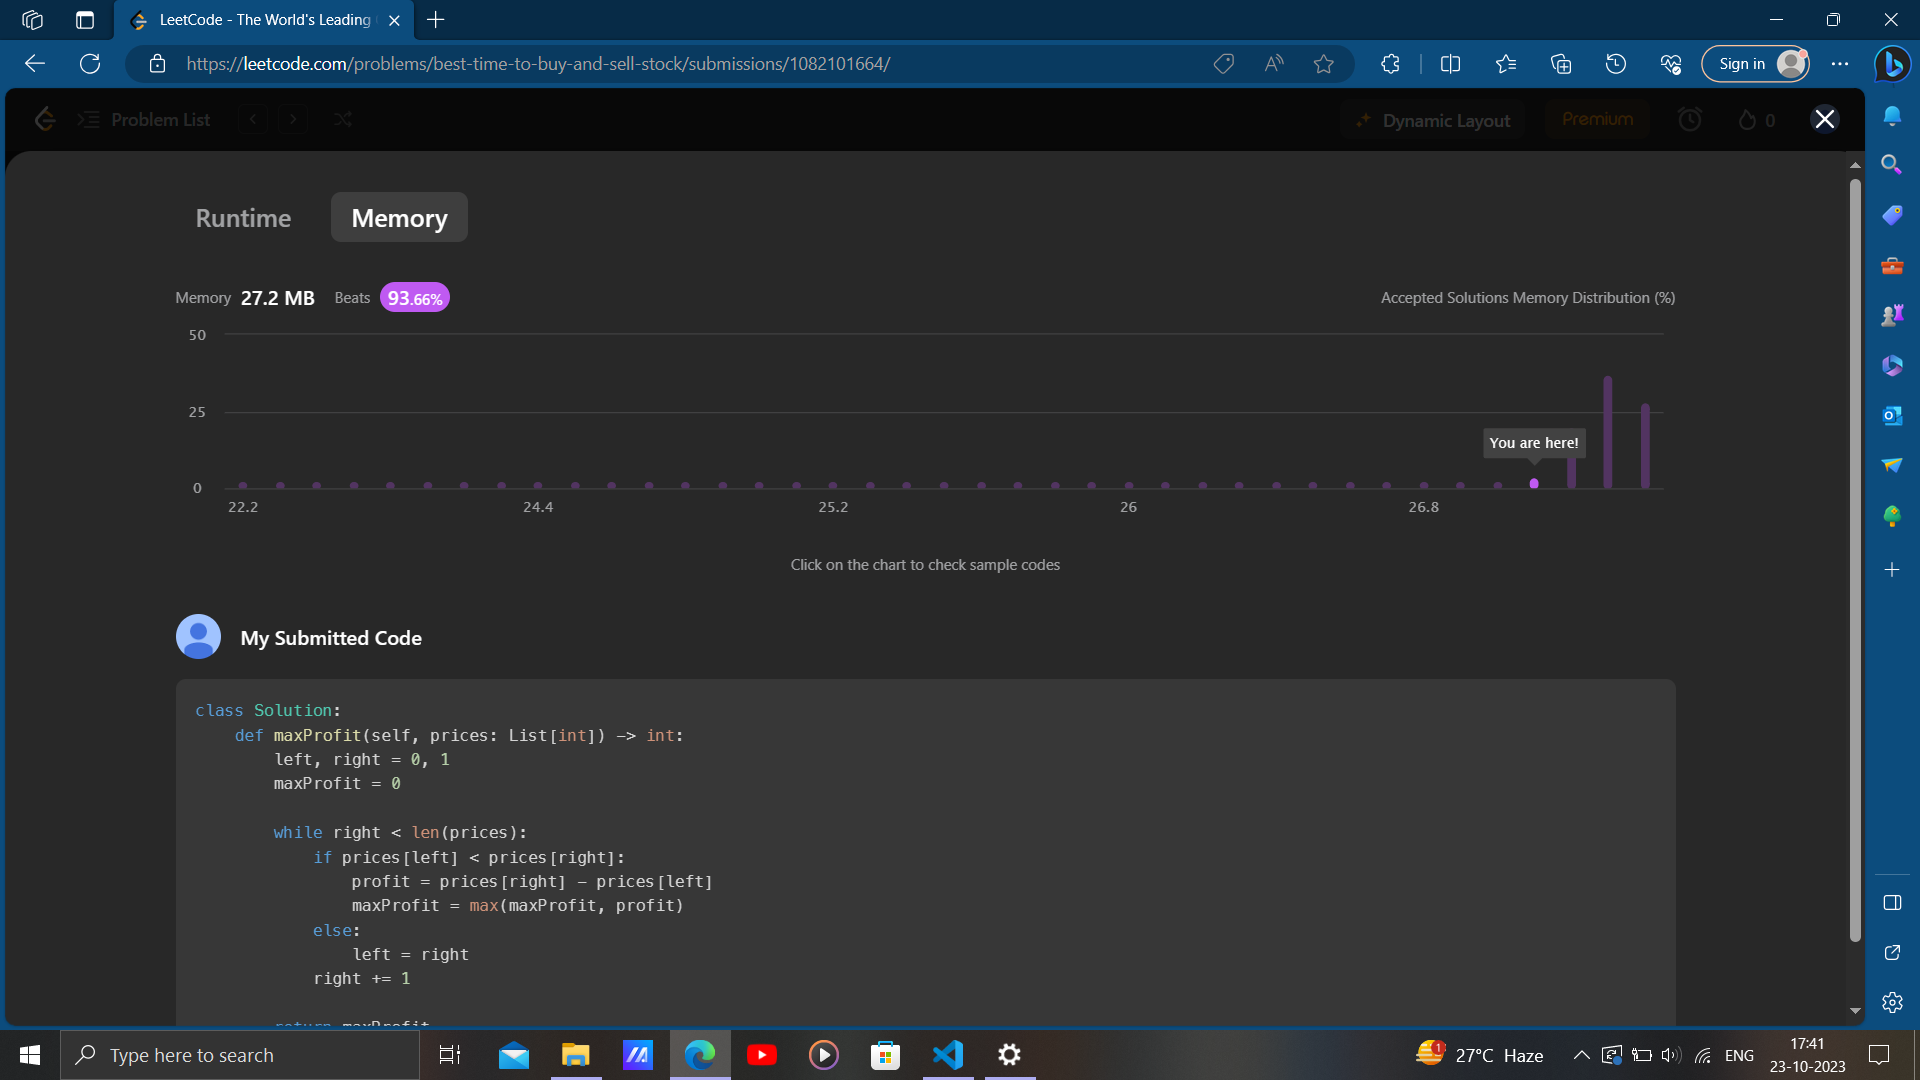 LeetCode - The World's Leading
https://leetcode.com/problems/best-time-to-buy-and-sell-stock/submissions/1082101664/
Sign in
Problem List
Dynamic Layout
Premium
0
Runtime
Memory
Memory 27.2 MB Beats 93.66%
Accepted Solutions Memory Distribution (%)
50
25
You are here!
0
22.2 24.4 25.2 26 26.8
Click on the chart to check sample codes
My Submitted Code
class Solution:
    def maxProfit(self, prices: List[int]) -> int:
        left, right = 0, 1
        maxProfit = 0
        while right < len(prices):
            if prices[left] < prices[right]:
                profit = prices[right] - prices[left]
                maxProfit = max(maxProfit, profit)
            else:
                left = right
            right += 1
        return maxProfit
Type here to search
1
27°C Haze
ENG
17:41
23-10-2023